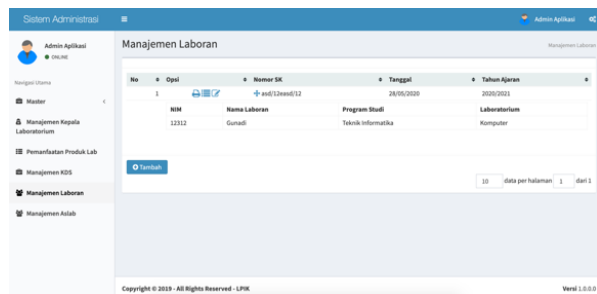 Sistem Administrasi
Admin Aplikasi
Admin Aplikasi
ONLINE
Manajemen Laboran
Manajemen Laboran
Navigasi Utama
Master
Manajemen Kepala
Laboratorium
Pemanfaatan Produk Lab
Manajemen KDS
Manajemen Laboran
Manajemen Aslab
No Opsi Nomor SK Tanggal Tahun Ajaran
1 asd/12easd/12 28/05/2020 2020/2021
NIM Nama Laboran Program Studi Laboratorium
12312 Gunadi Teknik Informatika Komputer
Tambah
10 data per halaman 1 dari 1
Copyright © 2019 - All Rights Reserved - LPIK
Versi 1.0.0.0